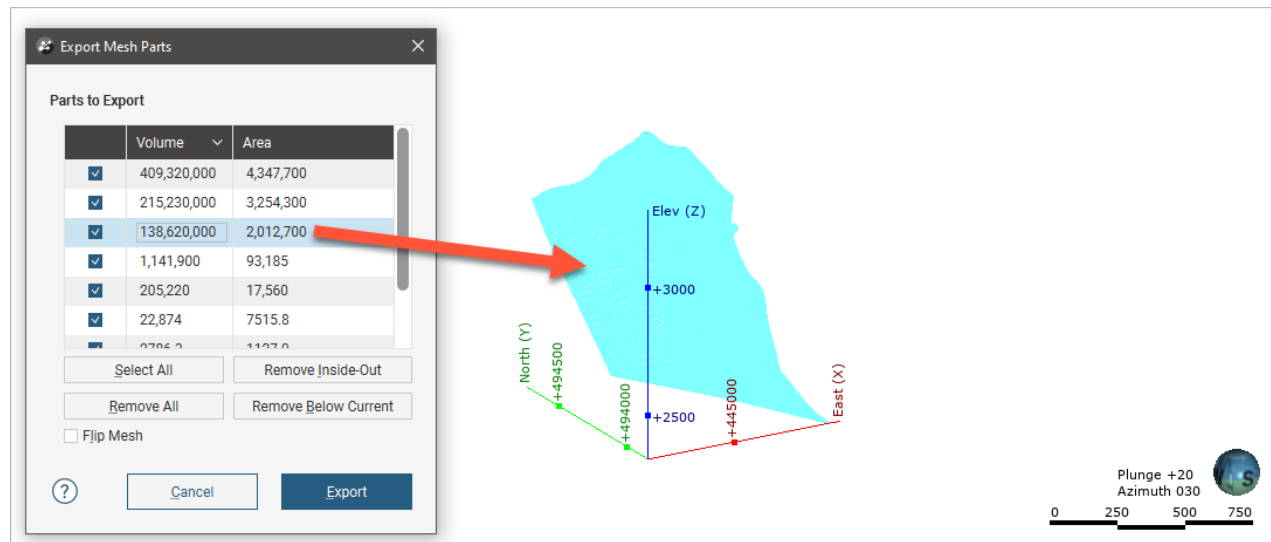 Export Mesh Parts
Parts to Export
Volume Area
409,320,000 4,347,700
215,230,000 3,254,300
138,620,000 2,012,700
1,141,900 93,185
205,220 17,560
22,874 7515.8
Select All Remove Inside-Out
Remove All Remove Below Current
Flip Mesh
? Cancel Export
Elev (Z)
+3000
+2500
North (Y)
+494500
+494000
+445000
East (X)
Plunge +20
Azimuth 030
S
0 250 500 750